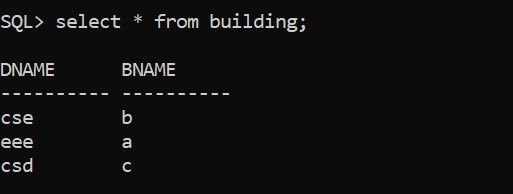 SQL> select * from building;
DNAME      BNAME
---------- ----------
cse        b
eee        a
csd        c